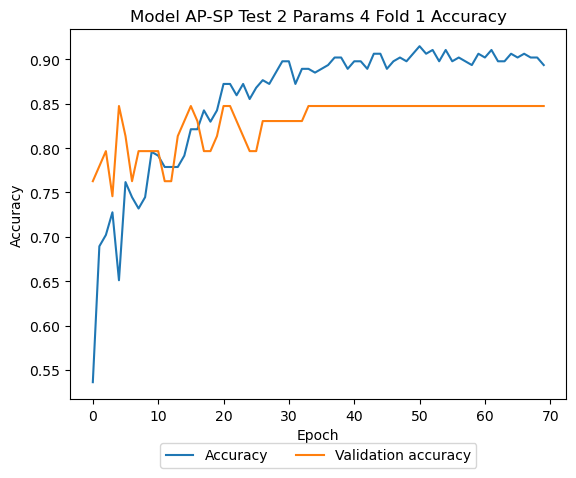 Model AP-SP Test 2 Params 4 Fold 1 Accuracy
Accuracy
0.90
0.85
0.80
0.75
0.70
0.65
0.60
0.55
0 10 20 30 40 50 60 70
Epoch
Accuracy Validation accuracy